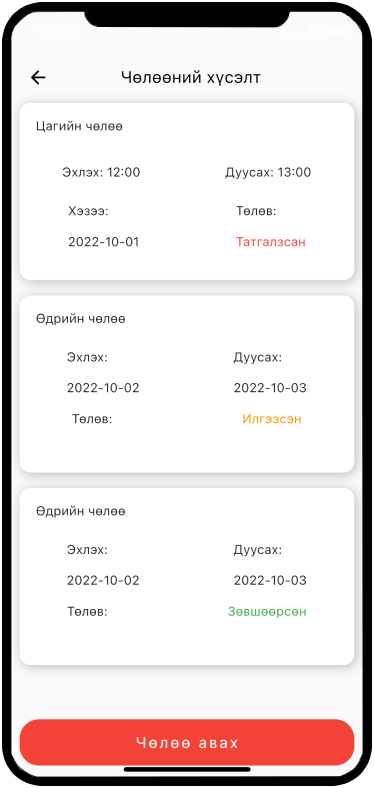 11:29
Чөлөөний хүсэлт
Цагийн чөлөө
Эхлэх: 12:00 Дуусах: 13:00
Хэзээ: Төлөв:
2022-10-01 Татгалзсан
Өдрийн чөлөө
Эхлэх: Дуусах:
2022-10-02 2022-10-03
Төлөв: Илгээсэн
Өдрийн чөлөө
Эхлэх: Дуусах:
2022-10-02 2022-10-03
Төлөв: Зөвшөөрсөн
Чөлөө авах